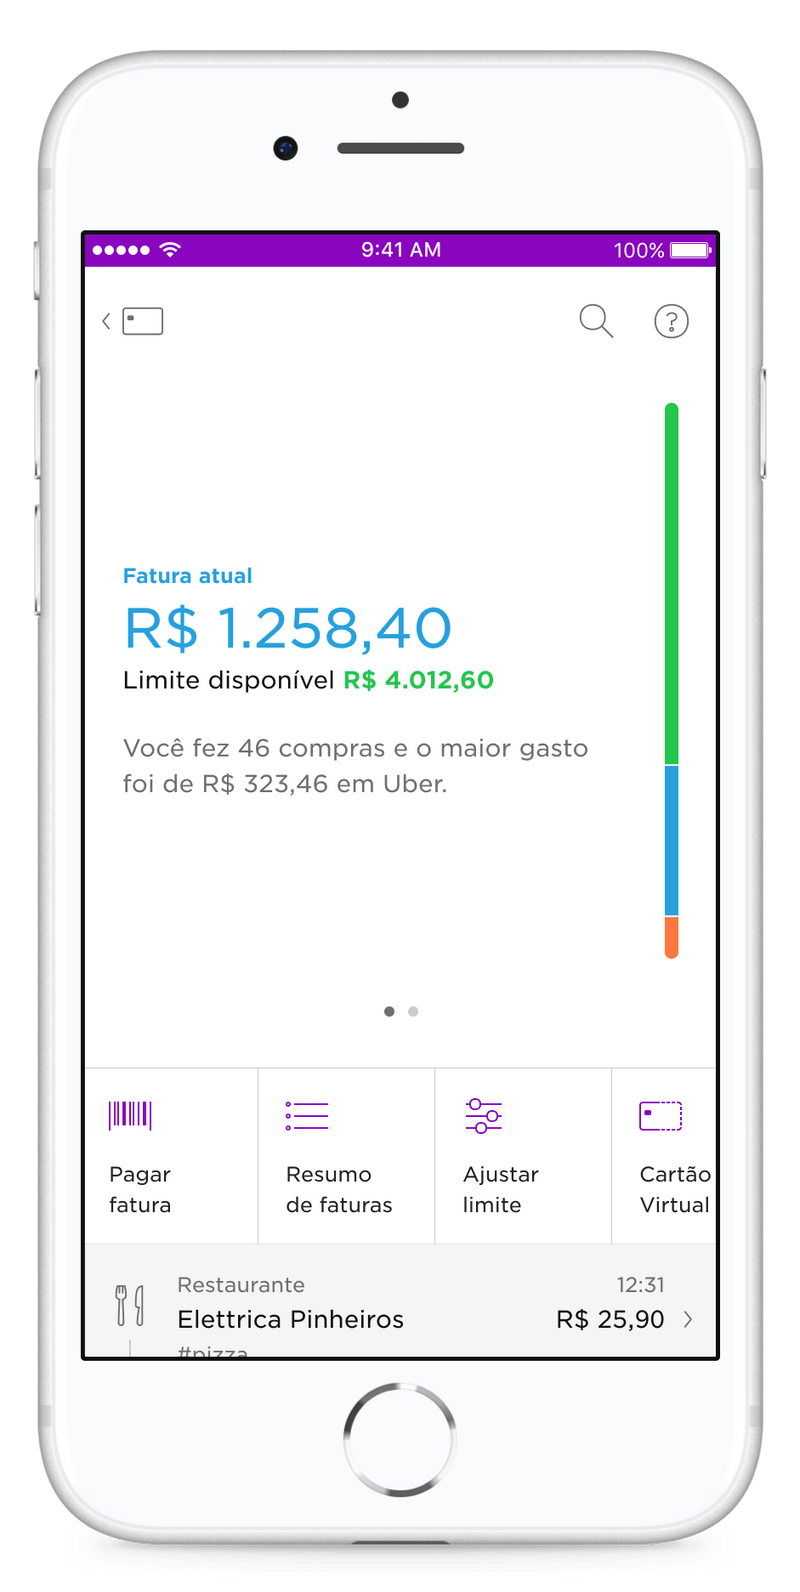 9:41 AM 100%
?
Fatura atual
R$ 1.258,40
Limite disponível R$ 4.012,60
Você fez 46 compras e o maior gasto
foi de R$ 323,46 em Uber.
Pagar
fatura
Resumo
de faturas
Ajustar
limite
Cartão
Virtual
Restaurante 12:31
Elettrica Pinheiros R$ 25,90
#pizza